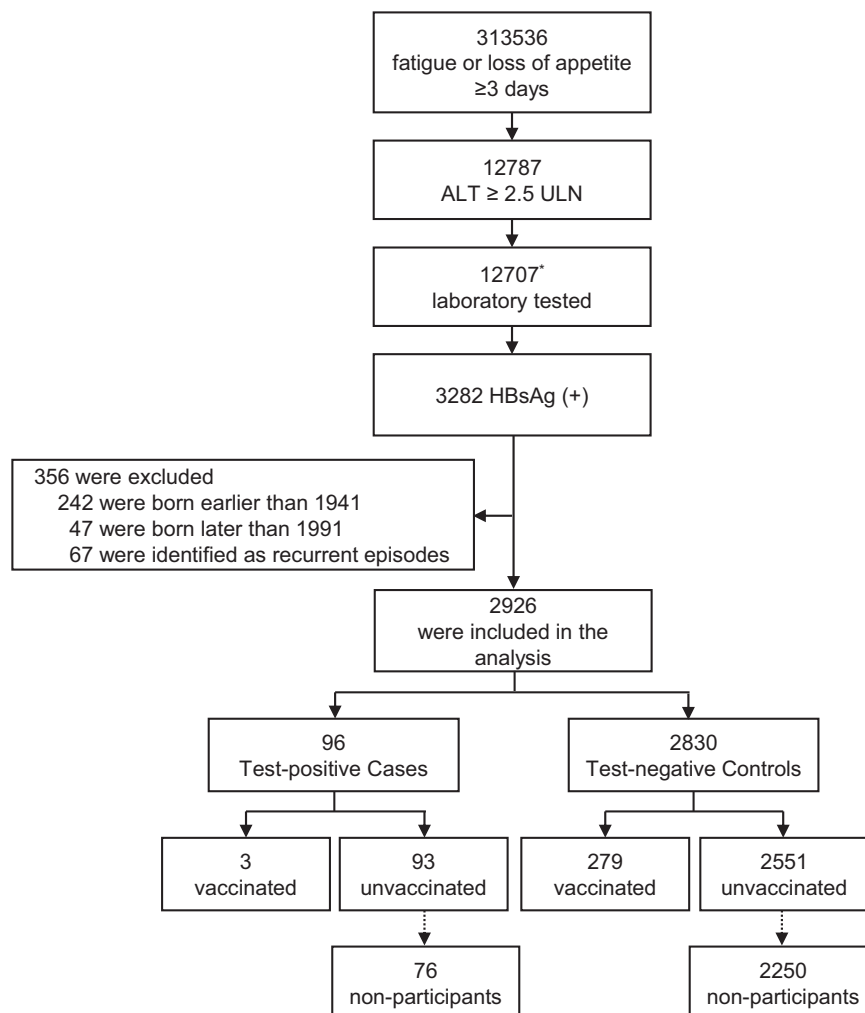 313536
fatigue or loss of appetite
≥3 days
12787
ALT ≥ 2.5 ULN
12707*
laboratory tested
3282 HBsAg (+)
356 were excluded
242 were born earlier than 1941
47 were born later than 1991
67 were identified as recurrent episodes
2926
were included in the
analysis
96
Test-positive Cases
2830
Test-negative Controls
3
vaccinated
93
unvaccinated
279
vaccinated
2551
unvaccinated
76
non-participants
2250
non-participants